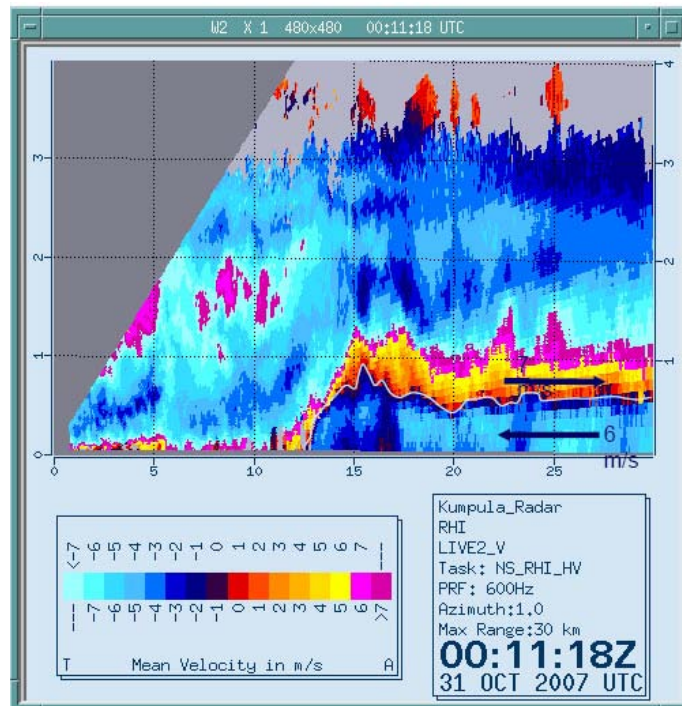 W2 X 1 480x480 00:11:18 UTC
4
3
3
2
2
1
1
7
m/s
6
m/s
0
0 5 10 15 20 25
<-7 -6 -5 -4 -3 -2 -1 0 1 2 3 4 5 6 7 ---
--- -7 -6 -5 -4 -3 -2 -1 0 1 2 3 4 5 6 >7
T Mean Velocity in m/s A
Kumpula_Radar
RHI
LIVE2_V
Task: NS_RHI_HV
PRF: 600Hz
Azimuth:1.0
Max Range:30 km
00:11:18Z
31 OCT 2007 UTC